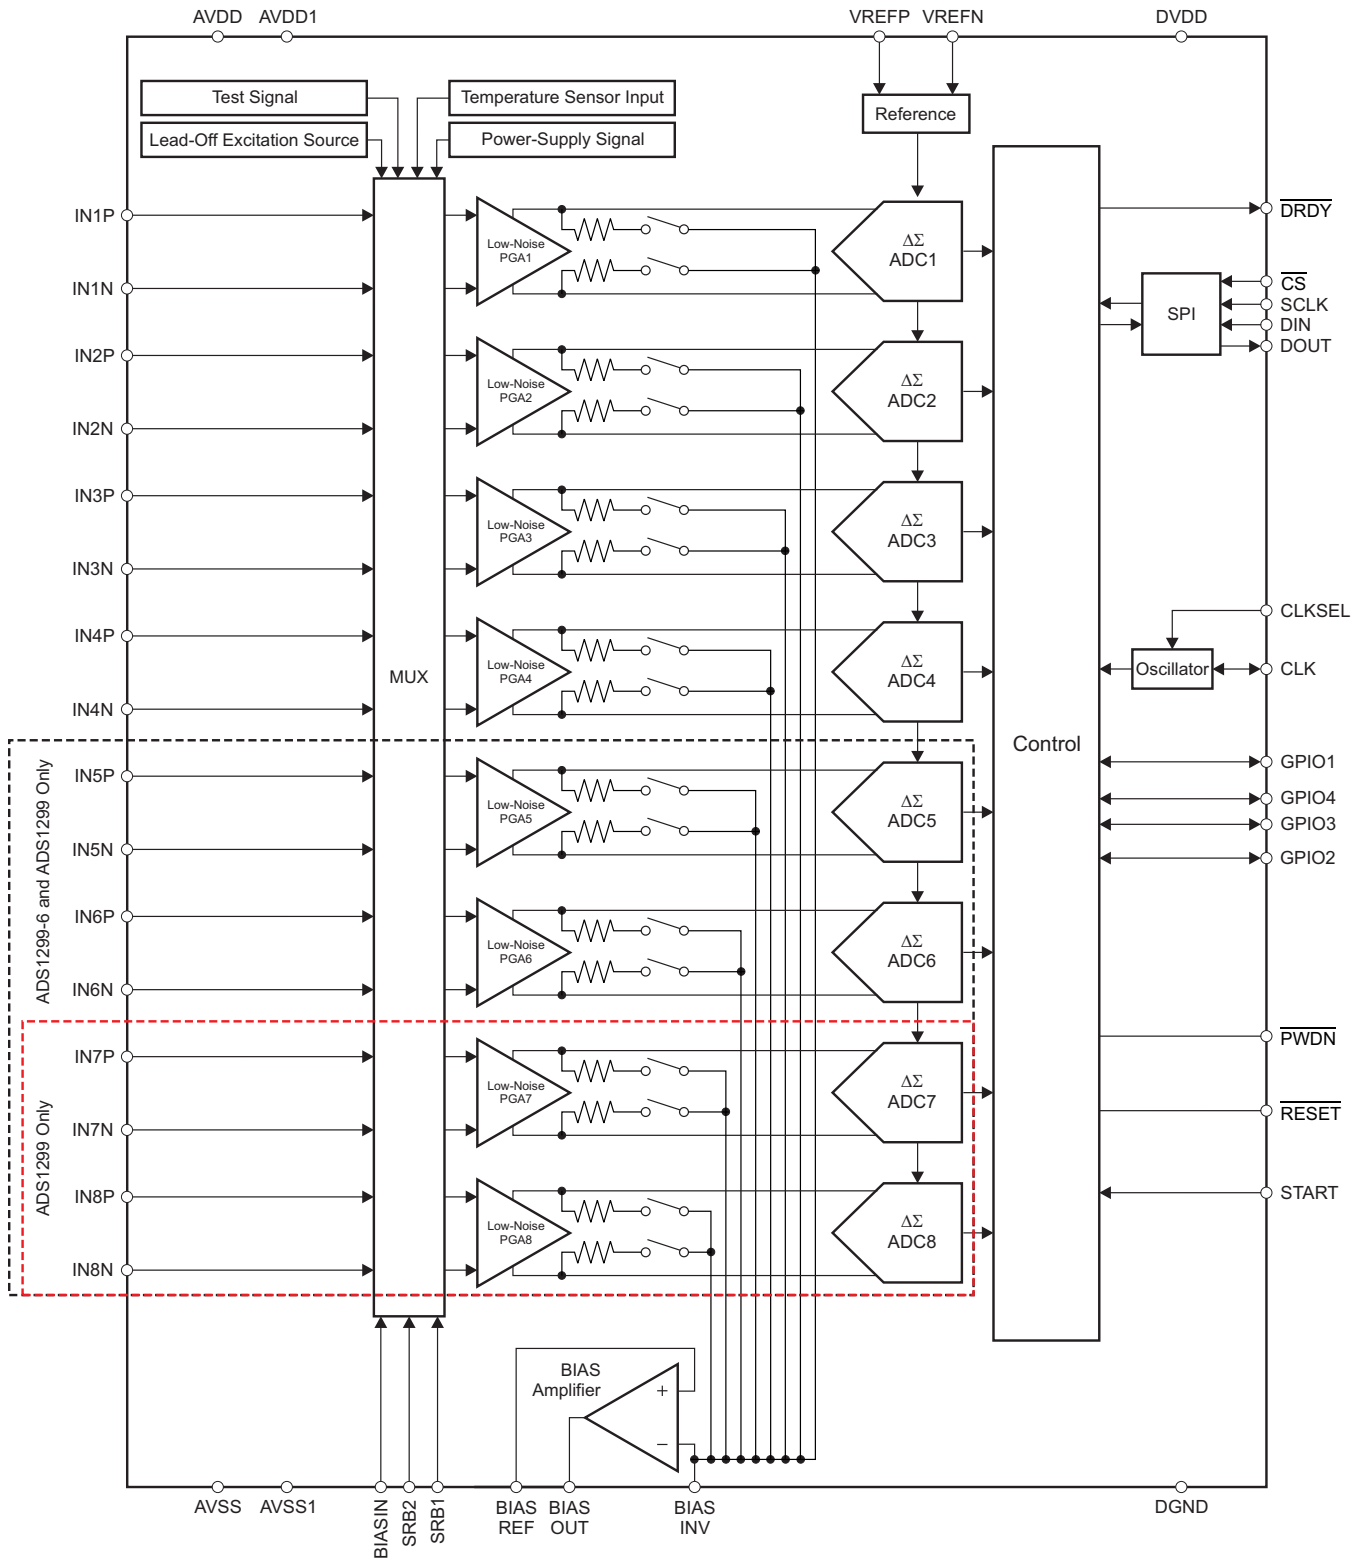 AVDD AVDD1 VREFP VREFN DVDD
Test Signal
Temperature Sensor Input
Lead-Off Excitation Source
Power-Supply Signal
Reference
IN1P
IN1N
IN2P
IN2N
IN3P
IN3N
IN4P
IN4N
IN5P
IN5N
IN6P
IN6N
IN7P
IN7N
IN8P
IN8N
ADS1299-6 and ADS1299 Only
ADS1299 Only
MUX
Low-Noise
PGA1
Low-Noise
PGA2
Low-Noise
PGA3
Low-Noise
PGA4
Low-Noise
PGA5
Low-Noise
PGA6
Low-Noise
PGA7
Low-Noise
PGA8
ΔΣ
ADC1
ΔΣ
ADC2
ΔΣ
ADC3
ΔΣ
ADC4
ΔΣ
ADC5
ΔΣ
ADC6
ΔΣ
ADC7
ΔΣ
ADC8
Control
SPI
Oscillator
DRDY
CS
SCLK
DIN
DOUT
CLKSEL
CLK
GPIO1
GPIO4
GPIO3
GPIO2
PWDN
RESET
START
BIAS
Amplifier
+
−
AVSS AVSS1
BIASIN
SRB2
SRB1
BIAS
REF
BIAS
OUT
BIAS
INV
DGND